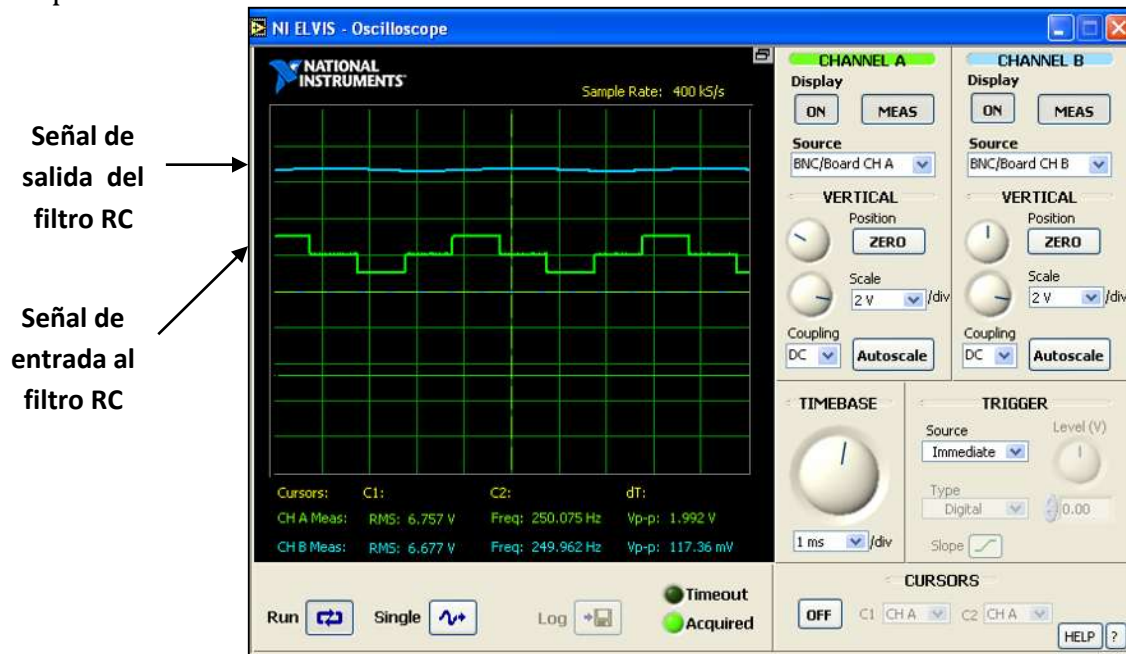 NI ELVIS - Oscilloscope
NATIONAL
INSTRUMENTS
Sample Rate: 400 kS/s
Señal de
salida del
filtro RC
Señal de
entrada al
filtro RC
Cursors: C1: C2: dT:
CH A Meas: RMS: 6.757 V Freq: 250.075 Hz Vp-p: 1.992 V
CH B Meas: RMS: 6.677 V Freq: 249.962 Hz Vp-p: 117.36 mV
Run
Single
Log
Timeout
Acquired
CHANNEL A
Display
ON MEAS
Source
BNC/Board CH A
VERTICAL
Position
ZERO
Scale
2 V /div
Coupling
DC Autoscale
CHANNEL B
Display
ON MEAS
Source
BNC/Board CH B
VERTICAL
Position
ZERO
Scale
2 V /div
Coupling
DC Autoscale
TIMEBASE
1 ms /div
TRIGGER
Source
Immediate
Level (V)
Type
Digital
0.00
Slope
CURSORS
OFF C1 CH A C2 CH A
HELP ?